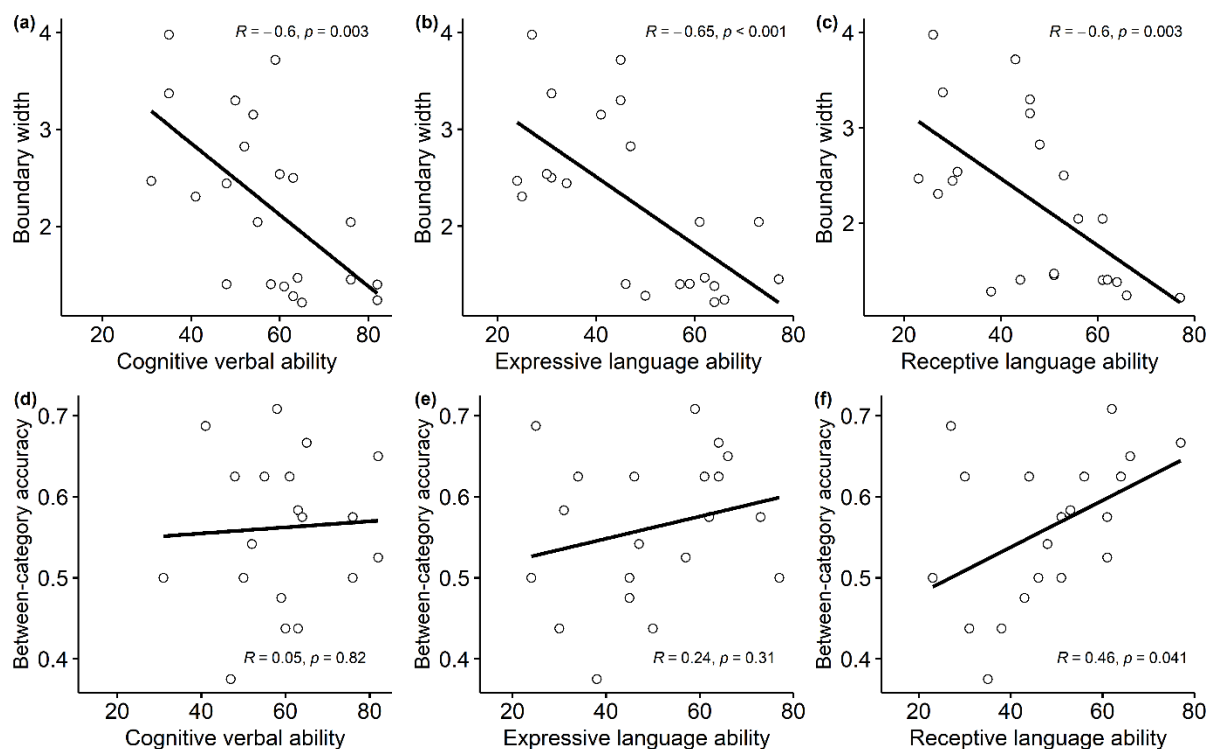 (a)
R = −0.6, p = 0.003
4
3
2
Boundary width
20 40 60 80
Cognitive verbal ability
(b)
R = −0.65, p < 0.001
4
3
2
Boundary width
20 40 60 80
Expressive language ability
(c)
R = −0.6, p = 0.003
4
3
2
Boundary width
20 40 60 80
Receptive language ability
(d)
0.7
0.6
0.5
0.4
Between-category accuracy
R = 0.05, p = 0.82
20 40 60 80
Cognitive verbal ability
(e)
0.7
0.6
0.5
0.4
Between-category accuracy
R = 0.24, p = 0.31
20 40 60 80
Expressive language ability
(f)
0.7
0.6
0.5
0.4
Between-category accuracy
R = 0.46, p = 0.041
20 40 60 80
Receptive language ability